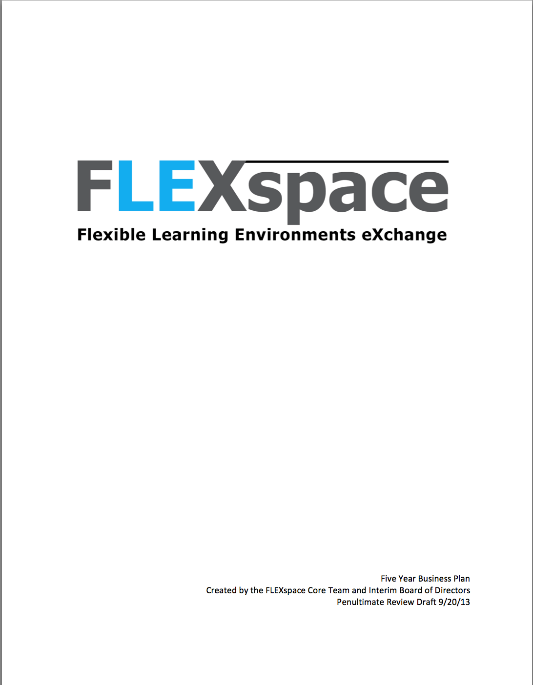 FLEXspace
Flexible Learning Environments eXchange
Five Year Business Plan
Created by the FLEXspace Core Team and Interim Board of Directors
Penultimate Review Draft 9/20/13